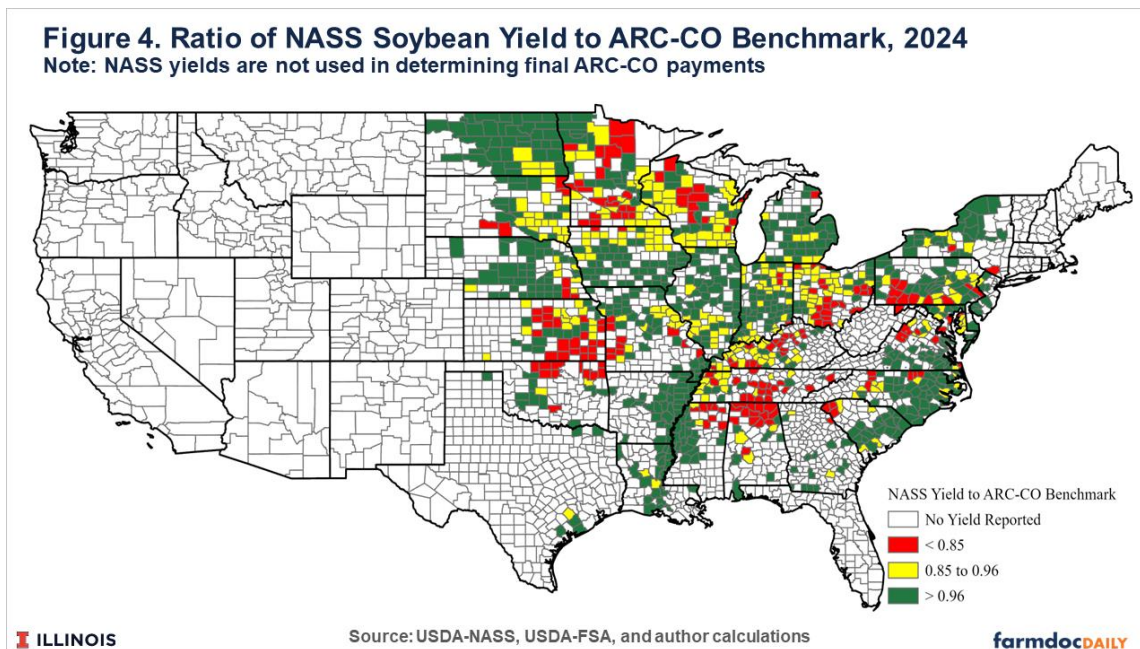 Figure 4. Ratio of NASS Soybean Yield to ARC-CO Benchmark, 2024
Note: NASS yields are not used in determining final ARC-CO payments
NASS Yield to ARC-CO Benchmark
No Yield Reported
< 0.85
0.85 to 0.96
> 0.96
I ILLINOIS
Source: USDA-NASS, USDA-FSA, and author calculations
farmdocDAILY